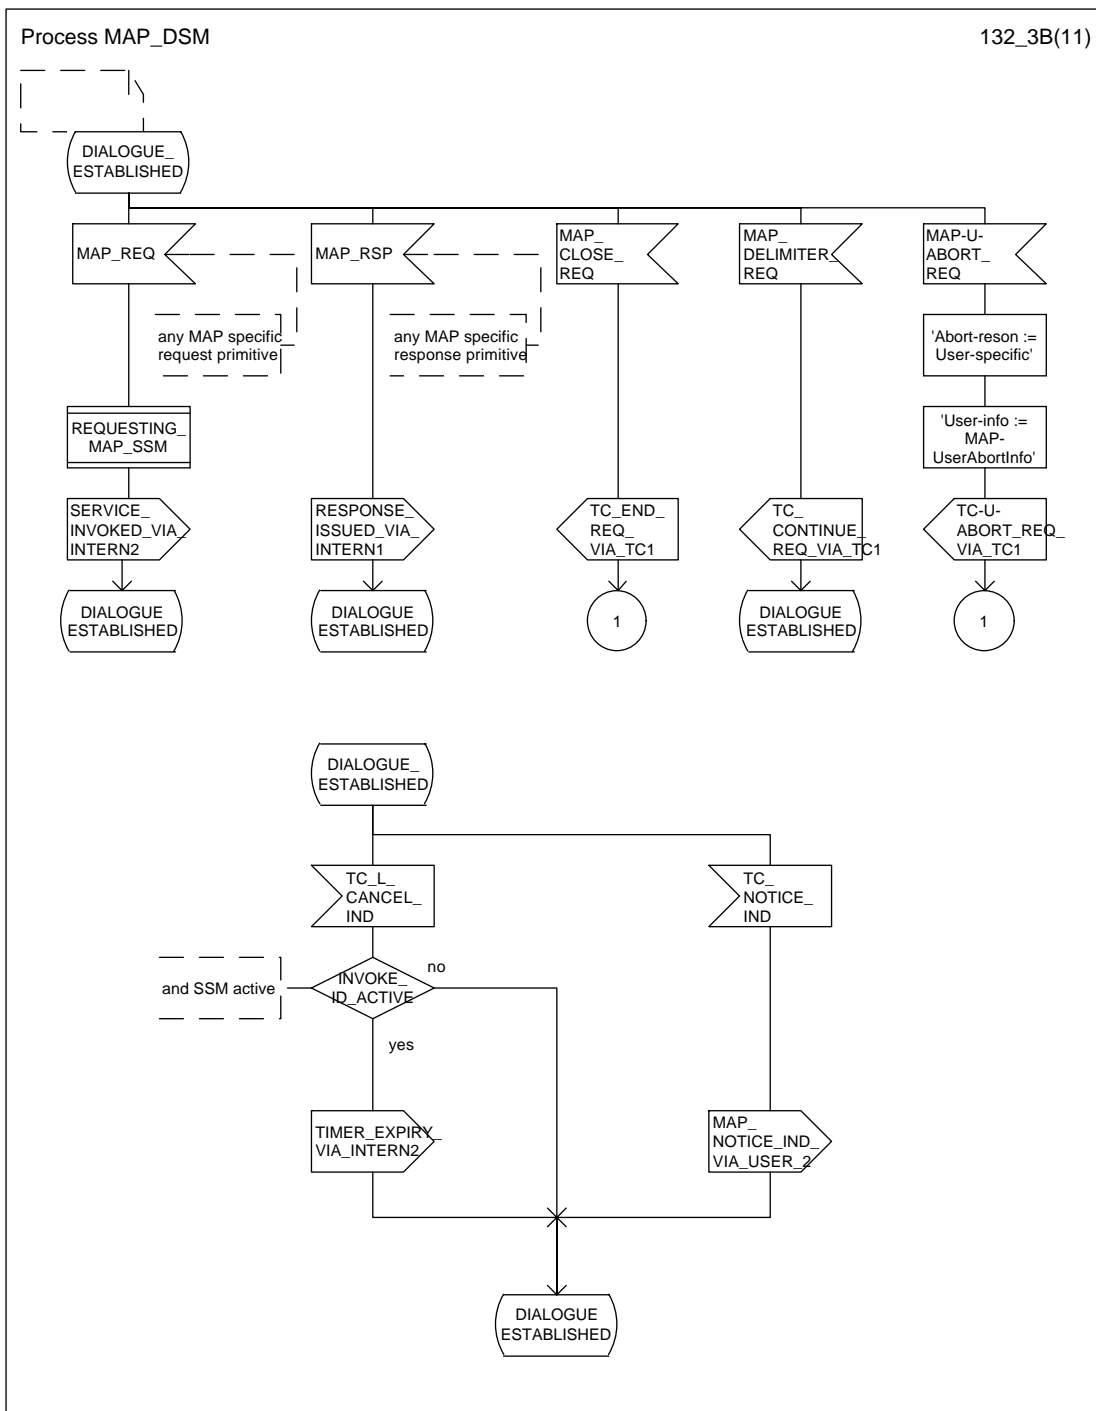 Process MAP_DSM
132_3B(11)
DIALOGUE_
ESTABLISHED
MAP_REQ
MAP_RSP
MAP_
CLOSE_
REQ
MAP_
DELIMITER_
REQ
MAP-U-
ABORT_
REQ
any MAP specific
request primitive
any MAP specific
response primitive
'Abort-reson :=
User-specific'
REQUESTING_
MAP_SSM
'User-info :=
MAP-
UserAbortInfo'
SERVICE_
INVOKED_VIA_
INTERN2
RESPONSE_
ISSUED_VIA_
INTERN1
TC_END_
REQ_
VIA_TC1
TC_
CONTINUE_
REQ_VIA_TC1
TC-U-
ABORT_REQ_
VIA_TC1
DIALOGUE
ESTABLISHED
DIALOGUE
ESTABLISHED
1
DIALOGUE
ESTABLISHED
1
DIALOGUE_
ESTABLISHED
TC_L_
CANCEL_
IND
TC_
NOTICE_
IND
and SSM active
INVOKE_
ID_ACTIVE
no
yes
TIMER_EXPIRY_
VIA_INTERN2
MAP_
NOTICE_IND_
VIA_USER_2
DIALOGUE
ESTABLISHED